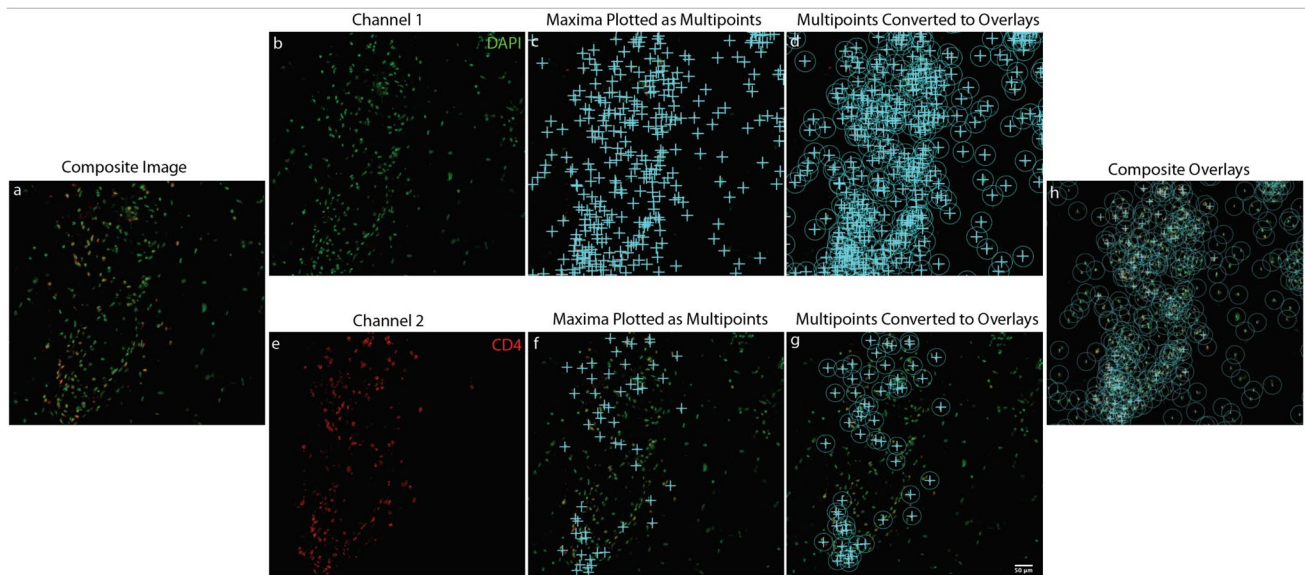 Channel 1
Maxima Plotted as Multipoints
Multipoints Converted to Overlays
b
DAPI
c
d
Composite Image
a
Composite Overlays
h
Channel 2
Maxima Plotted as Multipoints
Multipoints Converted to Overlays
e
CD4
f
g
50 µm